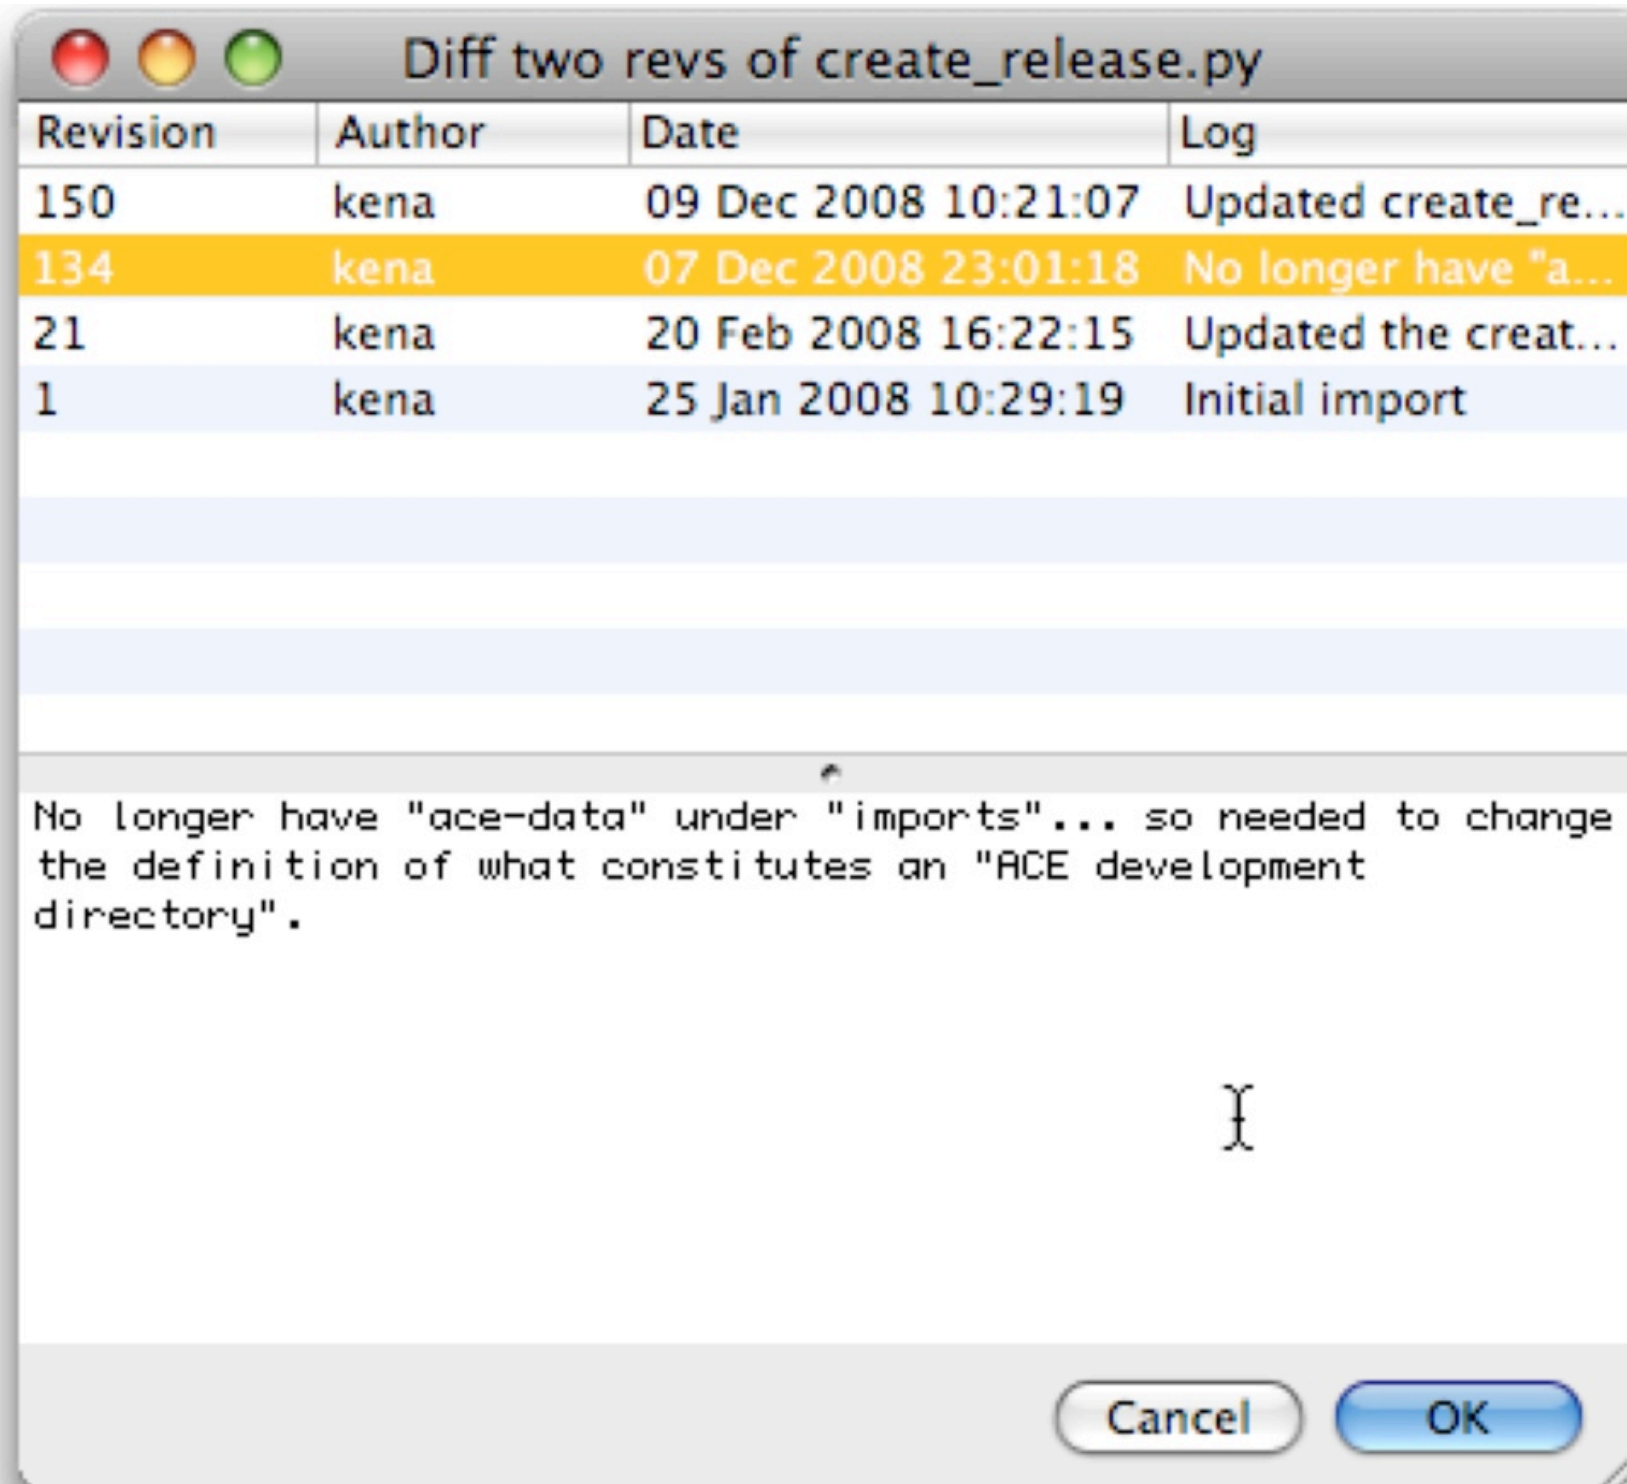 Diff two revs of create_release.py
Revision Author Date Log
150 kena 09 Dec 2008 10:21:07 Updated create_re...
134 kena 07 Dec 2008 23:01:18 No longer have "a...
21 kena 20 Feb 2008 16:22:15 Updated the creat...
1 kena 25 Jan 2008 10:29:19 Initial import
No longer have "ace-data" under "imports"... so needed to change
the definition of what constitutes an "ACE development
directory".
Cancel OK